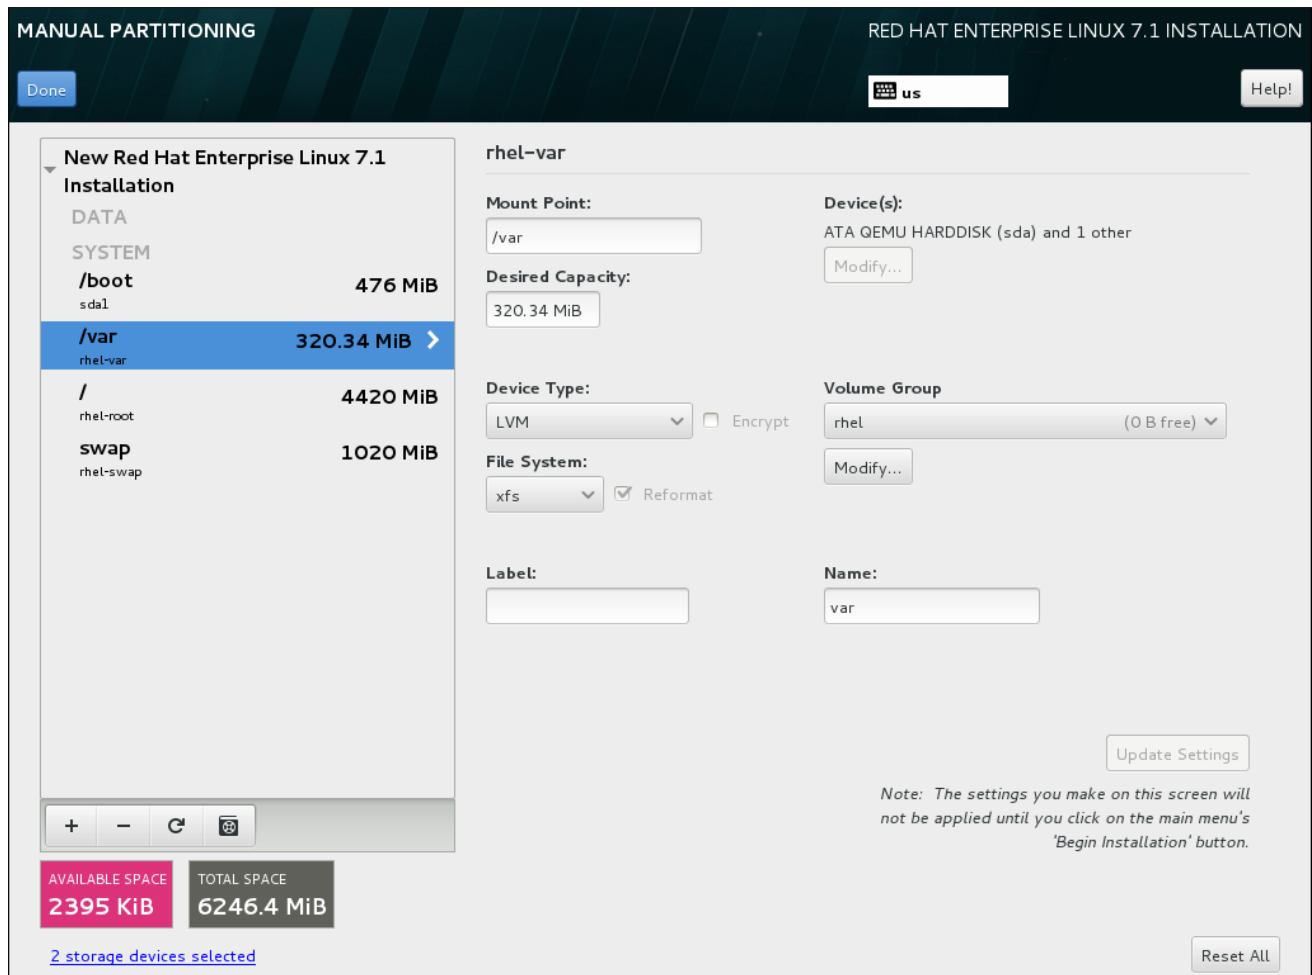 MANUAL PARTITIONING
RED HAT ENTERPRISE LINUX 7.1 INSTALLATION
Done
us
Help!
New Red Hat Enterprise Linux 7.1
Installation
DATA
SYSTEM
/boot 476 MiB
sda1
/var 320.34 MiB
rhel-var
/ 4420 MiB
rhel-root
swap 1020 MiB
rhel-swap
+ −
AVAILABLE SPACE
2395 KiB
TOTAL SPACE
6246.4 MiB
2 storage devices selected
rhel-var
Mount Point:
/var
Desired Capacity:
320.34 MiB
Device(s):
ATA QEMU HARDDISK (sda) and 1 other
Modify...
Device Type:
LVM
Encrypt
Volume Group
rhel (0 B free)
Modify...
File System:
xfs
Reformat
Label:
Name:
var
Update Settings
Note: The settings you make on this screen will
not be applied until you click on the main menu's
'Begin Installation' button.
Reset All